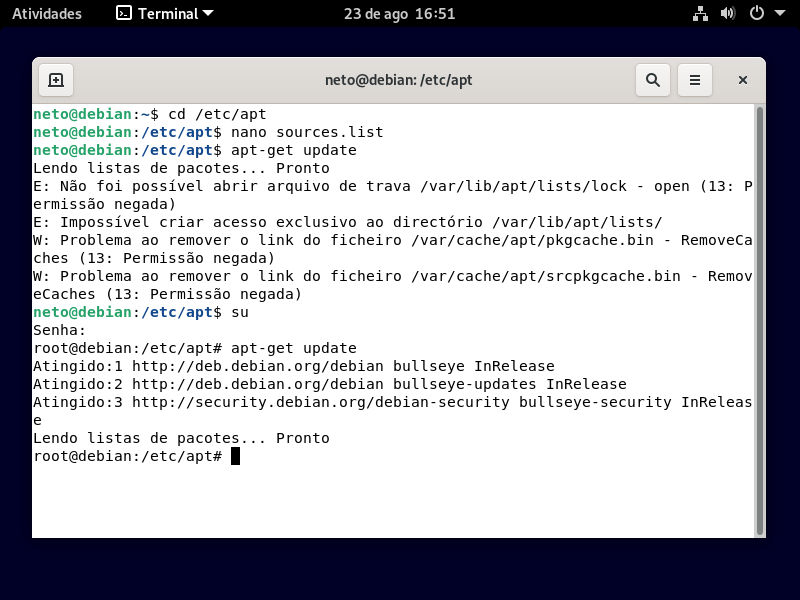 Atividades Terminal 23 de ago 16:51
neto@debian: /etc/apt
neto@debian:~$ cd /etc/apt
neto@debian:/etc/apt$ nano sources.list
neto@debian:/etc/apt$ apt-get update
Lendo listas de pacotes... Pronto
E: Não foi possível abrir arquivo de trava /var/lib/apt/lists/lock - open (13: P
ermissão negada)
E: Impossível criar acesso exclusivo ao directório /var/lib/apt/lists/
W: Problema ao remover o link do ficheiro /var/cache/apt/pkgcache.bin - RemoveCa
ches (13: Permissão negada)
W: Problema ao remover o link do ficheiro /var/cache/apt/srcpkgcache.bin - Remov
eCaches (13: Permissão negada)
neto@debian:/etc/apt$ su
Senha:
root@debian:/etc/apt# apt-get update
Atingido:1 http://deb.debian.org/debian bullseye InRelease
Atingido:2 http://deb.debian.org/debian bullseye-updates InRelease
Atingido:3 http://security.debian.org/debian-security bullseye-security InReleas
e
Lendo listas de pacotes... Pronto
root@debian:/etc/apt#